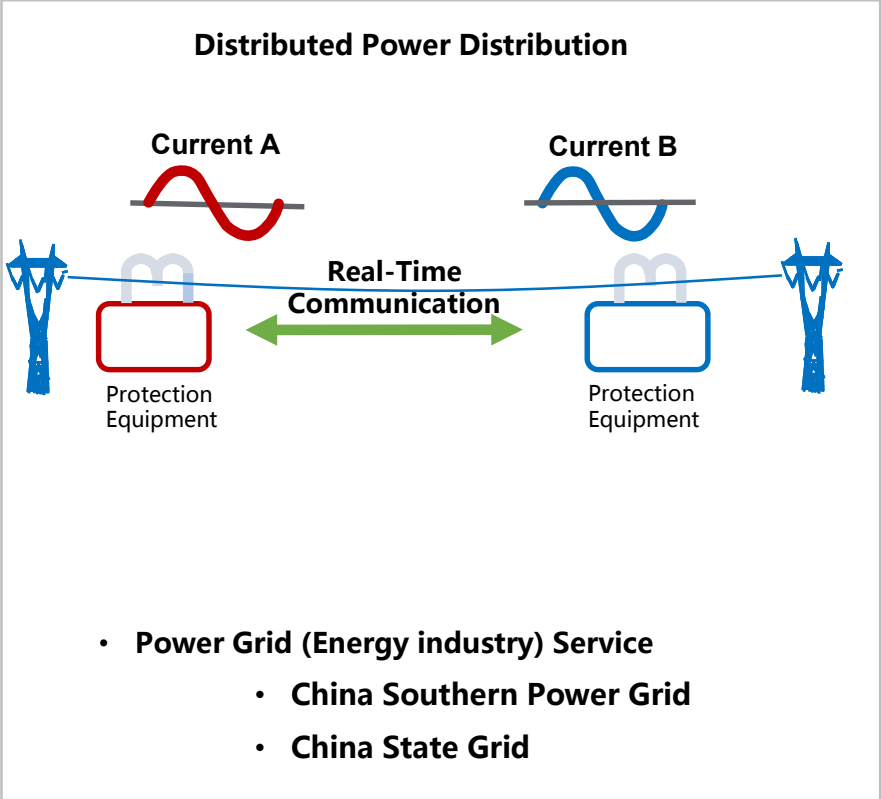 Distributed Power Distribution
Current A
Current B
Real-Time
Communication
Protection
Equipment
Protection
Equipment
• Power Grid (Energy industry) Service
• China Southern Power Grid
• China State Grid